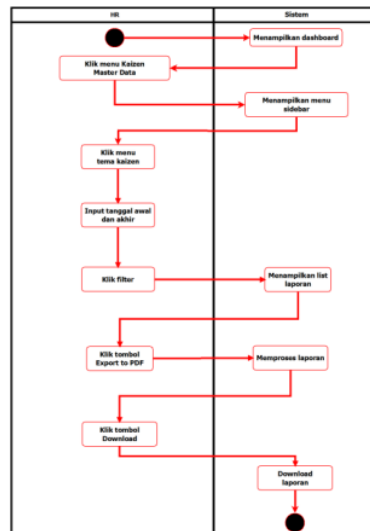 HR
Sistem
Menampilkan dashboard
Klik menu Kaizen
Master Data
Menampilkan menu
sidebar
Klik menu
tema kaizen
Input tanggal awal
dan akhir
Klik filter
Menampilkan list
laporan
Klik tombol
Export to PDF
Memproses laporan
Klik tombol
Download
Download
laporan